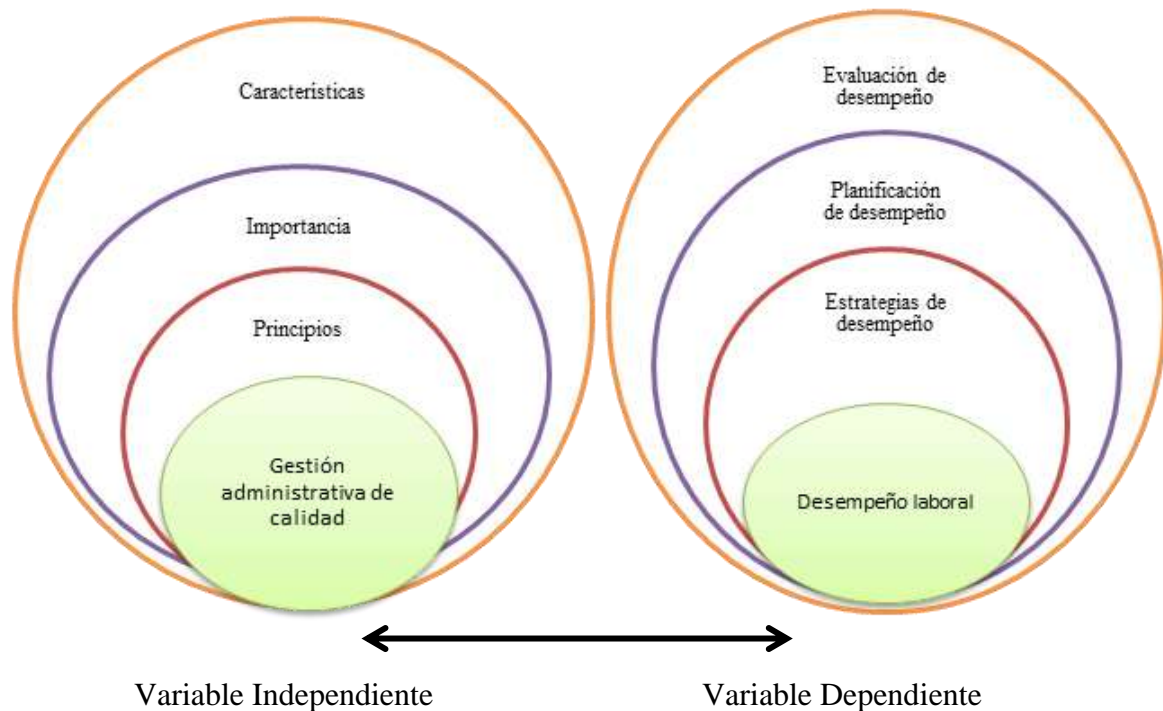 Características
Importancia
Principios
Gestión
administrativa de
calidad
Evaluación de
desempeño
Planificación
de desempeño
Estrategias de
desempeño
Desempeño laboral
Variable Independiente
Variable Dependiente